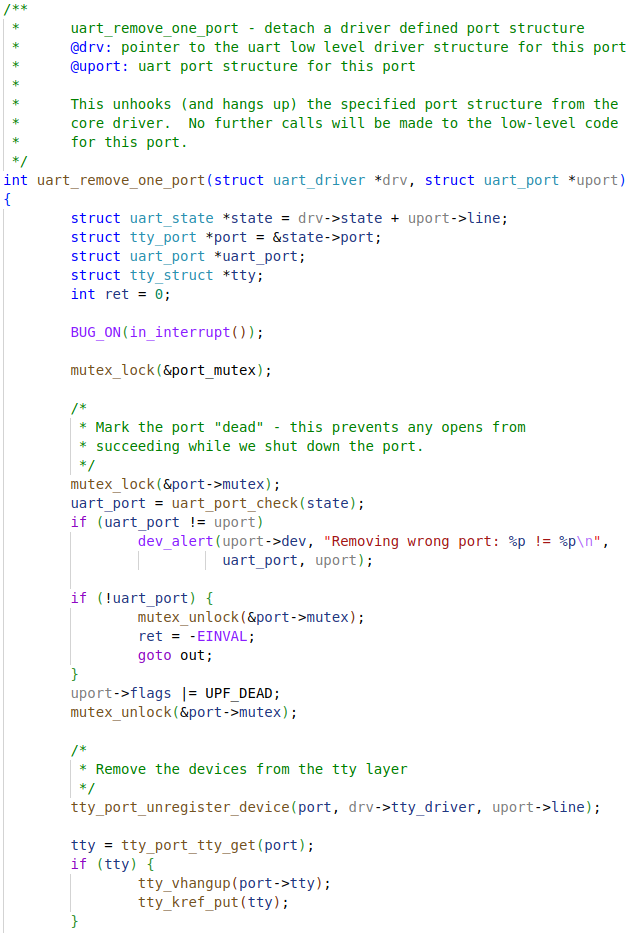 /**
 *      uart_remove_one_port - detach a driver defined port structure
 *      @drv: pointer to the uart low level driver structure for this port
 *      @uport: uart port structure for this port
 *
 *      This unhooks (and hangs up) the specified port structure from the
 *      core driver.  No further calls will be made to the low-level code
 *      for this port.
 */
int uart_remove_one_port(struct uart_driver *drv, struct uart_port *uport)
{
        struct uart_state *state = drv->state + uport->line;
        struct tty_port *port = &state->port;
        struct uart_port *uart_port;
        struct tty_struct *tty;
        int ret = 0;

        BUG_ON(in_interrupt());

        mutex_lock(&port_mutex);

        /*
         * Mark the port "dead" - this prevents any opens from
         * succeeding while we shut down the port.
         */
        mutex_lock(&port->mutex);
        uart_port = uart_port_check(state);
        if (uart_port != uport)
                dev_alert(uport->dev, "Removing wrong port: %p != %p\n",
                          uart_port, uport);

        if (!uart_port) {
                mutex_unlock(&port->mutex);
                ret = -EINVAL;
                goto out;
        }
        uport->flags |= UPF_DEAD;
        mutex_unlock(&port->mutex);

        /*
         * Remove the devices from the tty layer
         */
        tty_port_unregister_device(port, drv->tty_driver, uport->line);

        tty = tty_port_tty_get(port);
        if (tty) {
                tty_vhangup(port->tty);
                tty_kref_put(tty);
        }